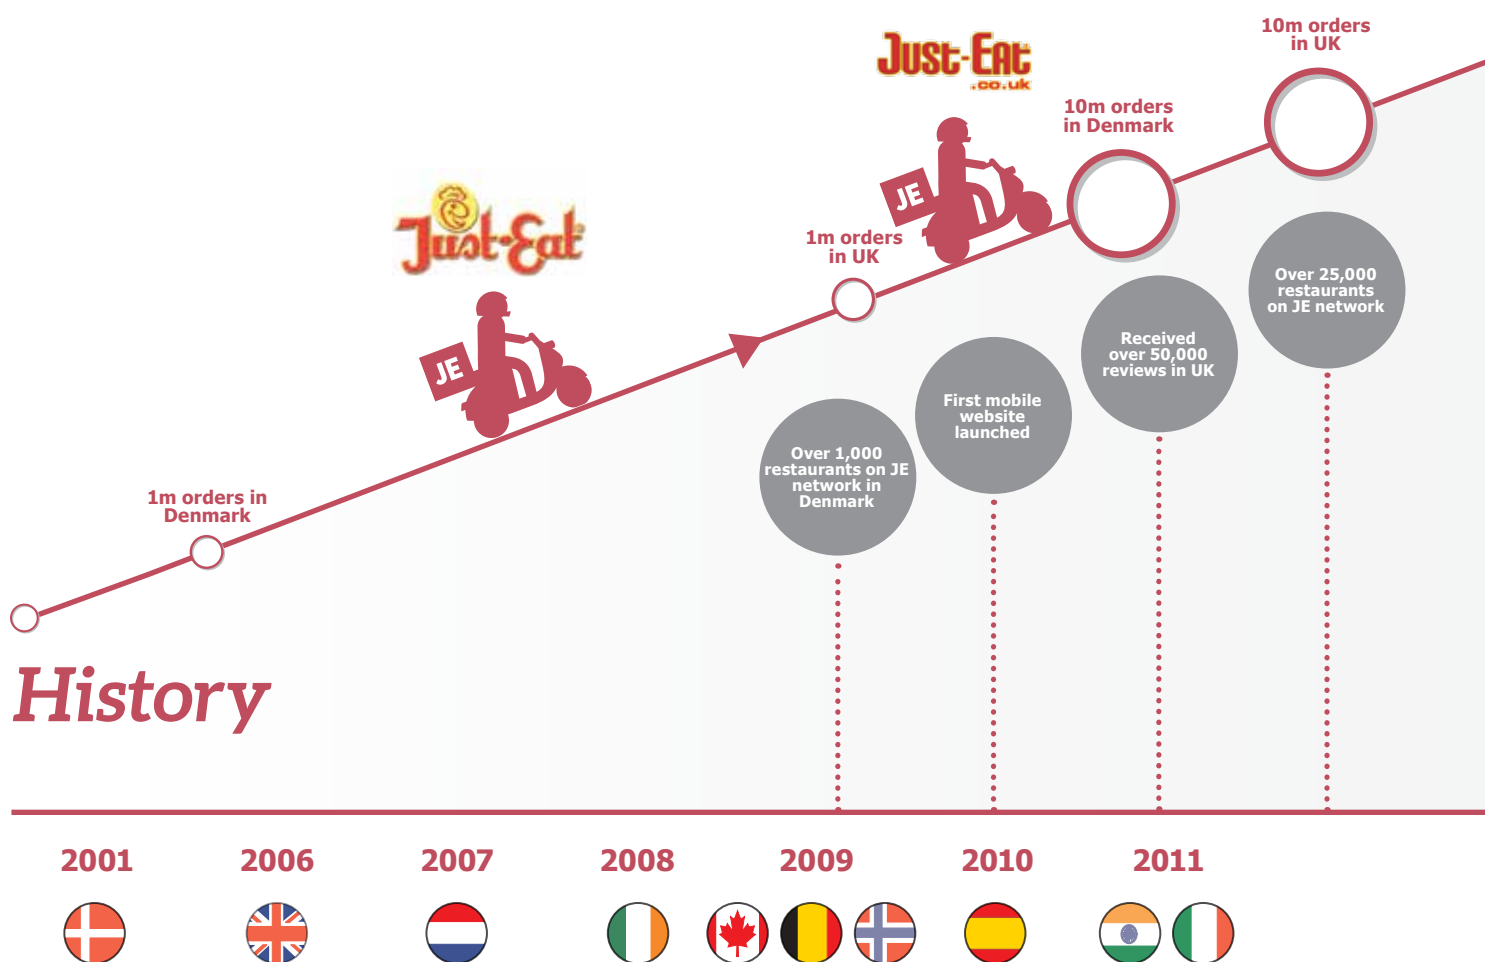 10m orders
in UK
Just-Eat
.co.uk
10m orders
in Denmark
JE
Just-Eat
1m orders
in UK
JE
Over 25,000
restaurants
on JE network
Received
over 50,000
reviews in UK
First mobile
website
launched
Over 1,000
restaurants on JE
network in
Denmark
1m orders in
Denmark
History
2001
2006
2007
2008
2009
2010
2011